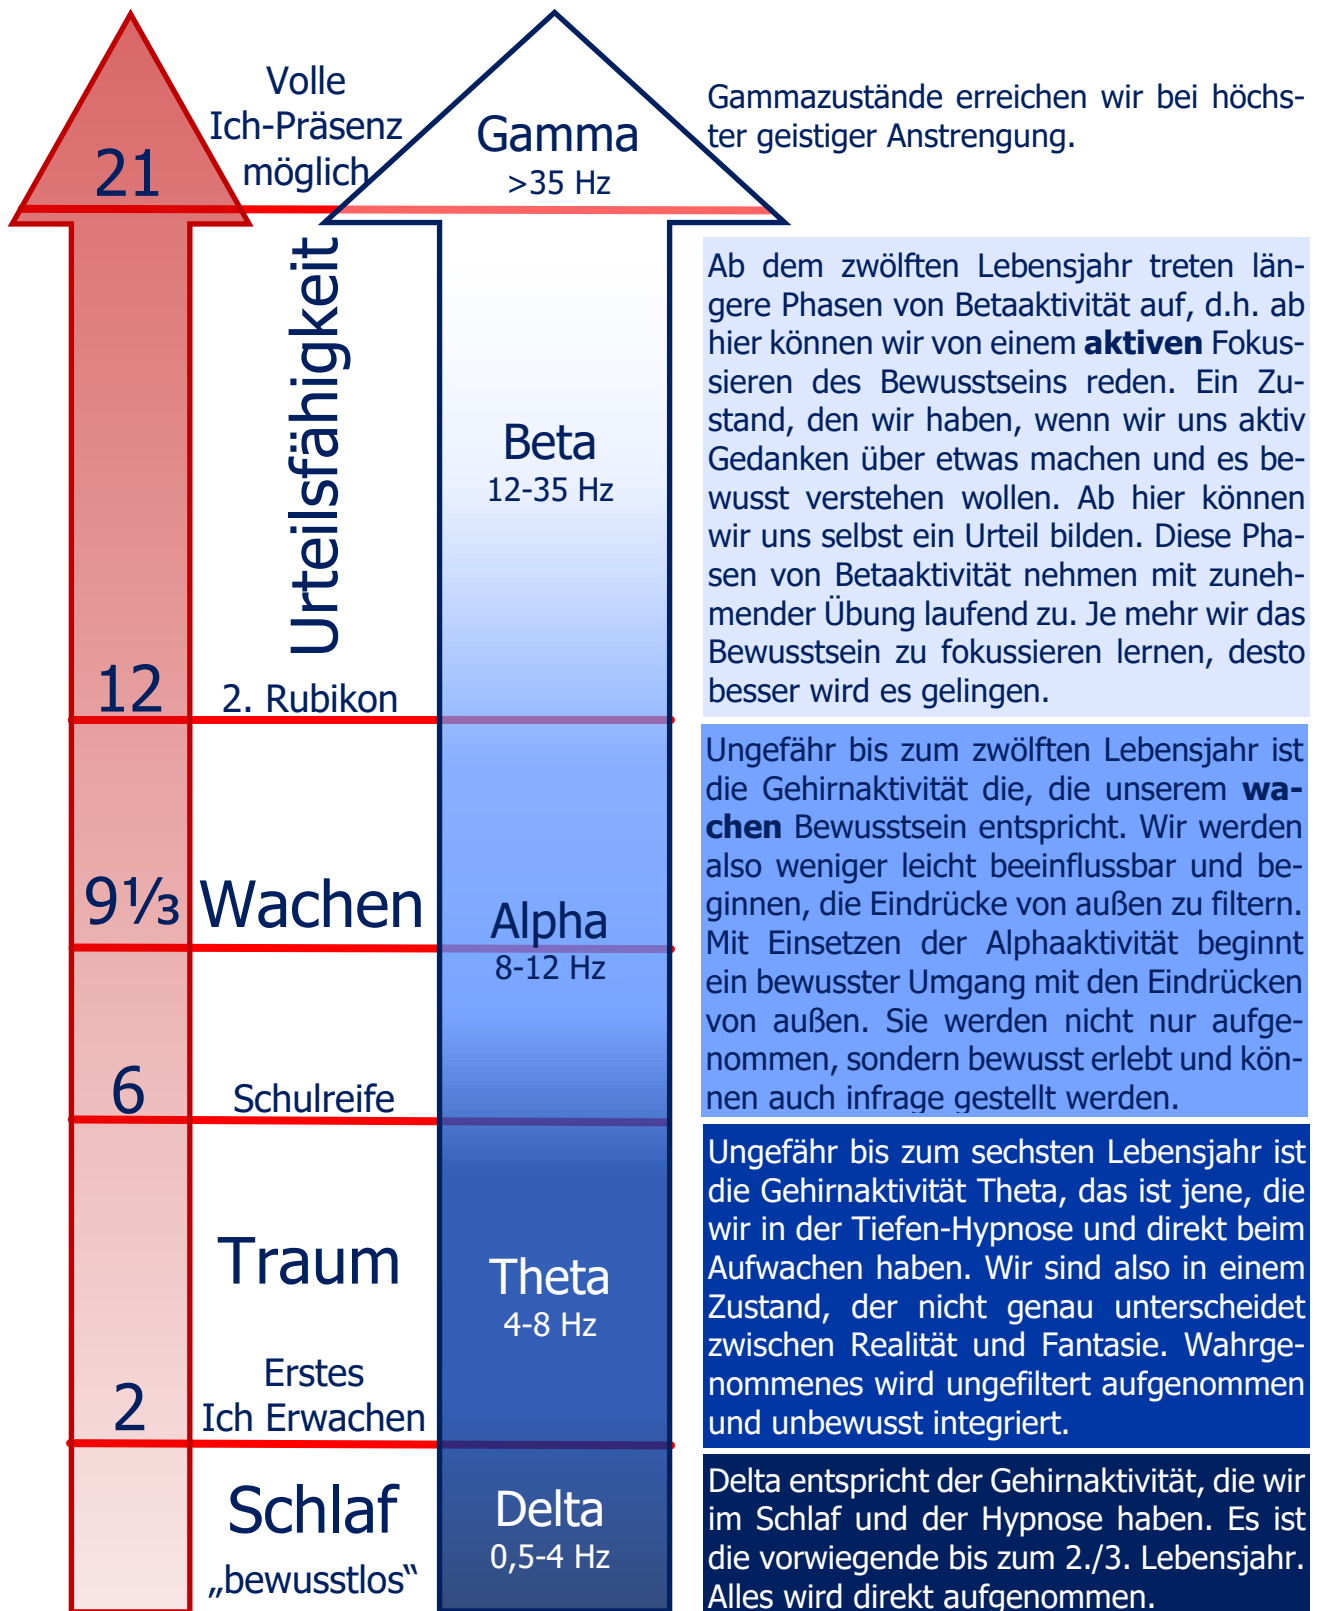 Volle
Ich-Präsenz
möglich
21
Gamma
>35 Hz
Gammazustände erreichen wir bei höchs-
ter geistiger Anstrengung.
Urteilsfähigkeit
Beta
12-35 Hz
Ab dem zwölften Lebensjahr treten län-
gere Phasen von Betaaktivität auf, d.h. ab
hier können wir von einem aktiven Fokus-
sieren des Bewusstseins reden. Ein Zu-
stand, den wir haben, wenn wir uns aktiv
Gedanken über etwas machen und es be-
wusst verstehen wollen. Ab hier können
wir uns selbst ein Urteil bilden. Diese Pha-
sen von Betaaktivität nehmen mit zuneh-
mender Übung laufend zu. Je mehr wir das
Bewusstsein zu fokussieren lernen, desto
besser wird es gelingen.
12
2. Rubikon
Ungefähr bis zum zwölften Lebensjahr ist
die Gehirnaktivität die, die unserem wa-
chen Bewusstsein entspricht. Wir werden
also weniger leicht beeinflussbar und be-
ginnen, die Eindrücke von außen zu filtern.
Mit Einsetzen der Alphaaktivität beginnt
ein bewusster Umgang mit den Eindrücken
von außen. Sie werden nicht nur aufge-
nommen, sondern bewusst erlebt und kön-
nen auch infrage gestellt werden.
9⅓
Wachen
Alpha
8-12 Hz
6
Schulreife
Ungefähr bis zum sechsten Lebensjahr ist
die Gehirnaktivität Theta, das ist jene, die
wir in der Tiefen-Hypnose und direkt beim
Aufwachen haben. Wir sind also in einem
Zustand, der nicht genau unterscheidet
zwischen Realität und Fantasie. Wahrge-
nommenes wird ungefiltert aufgenommen
und unbewusst integriert.
Traum
Theta
4-8 Hz
2
Erstes
Ich Erwachen
Schlaf
„bewusstlos“
Delta
0,5-4 Hz
Delta entspricht der Gehirnaktivität, die wir
im Schlaf und der Hypnose haben. Es ist
die vorwiegende bis zum 2./3. Lebensjahr.
Alles wird direkt aufgenommen.